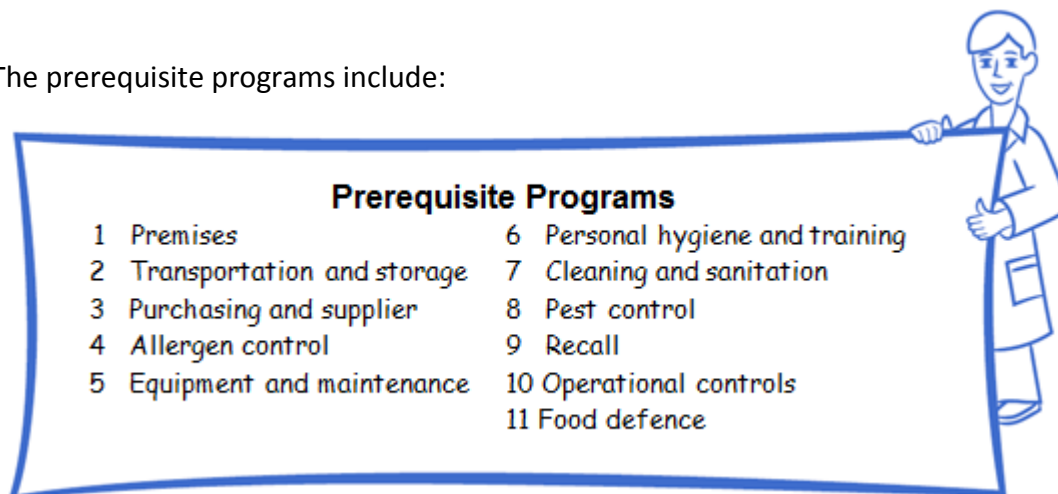 The prerequisite programs include:
Prerequisite Programs
1 Premises
2 Transportation and storage
3 Purchasing and supplier
4 Allergen control
5 Equipment and maintenance
6 Personal hygiene and training
7 Cleaning and sanitation
8 Pest control
9 Recall
10 Operational controls
11 Food defence